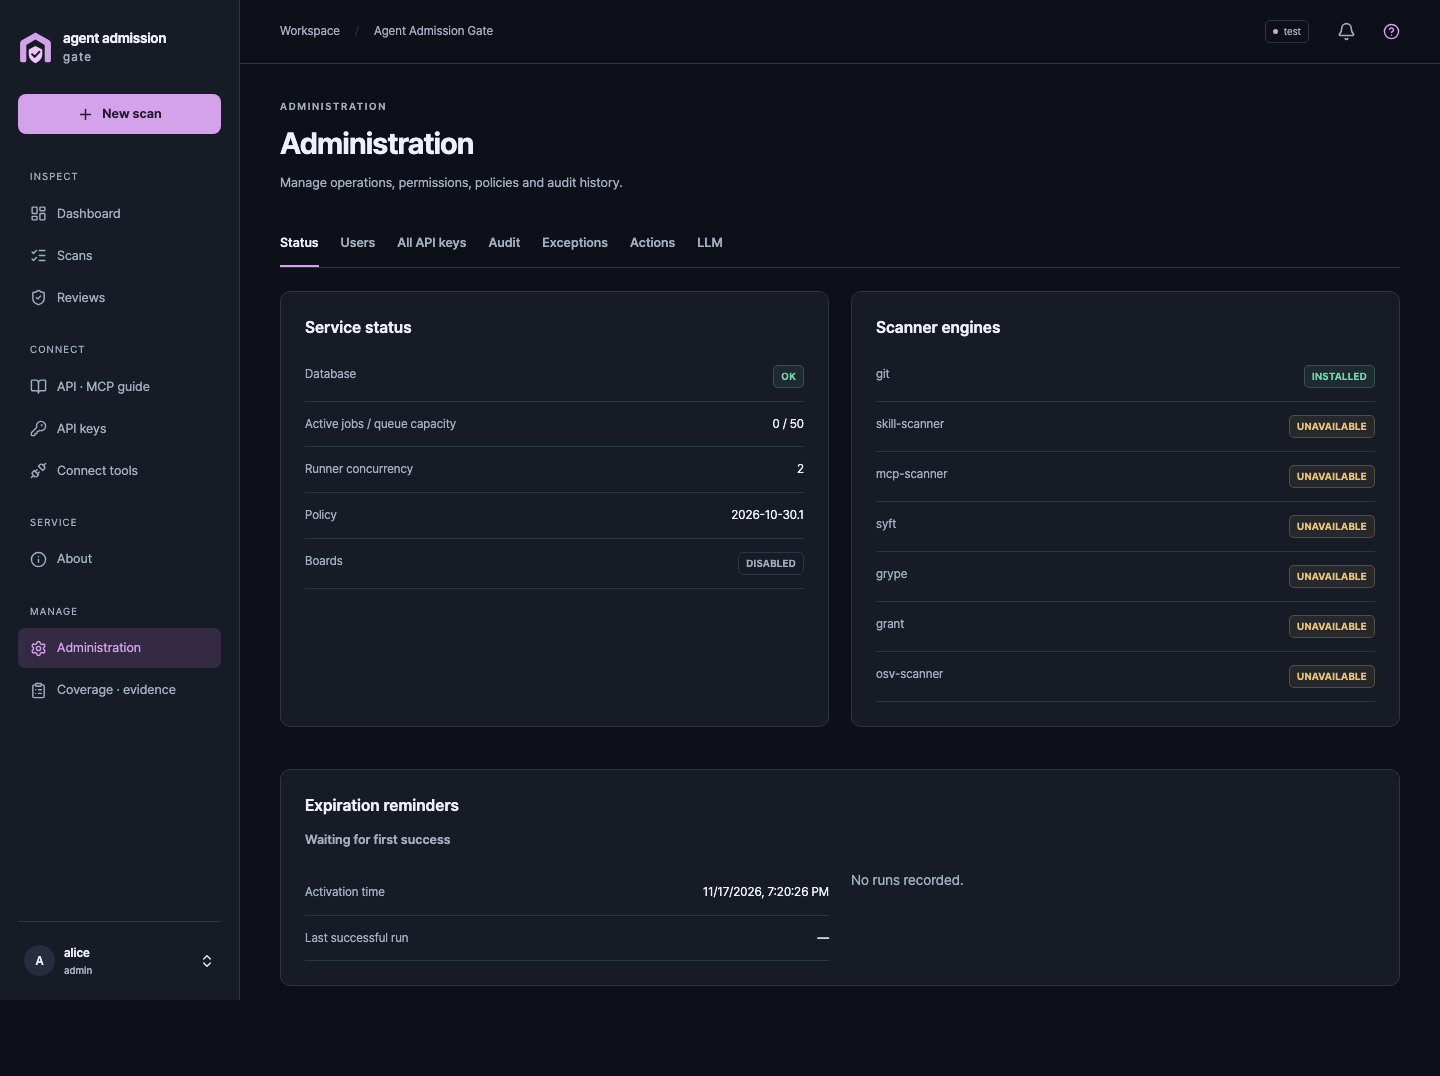 agent admission
gate
New scan
INSPECT
Dashboard
Scans
Reviews
CONNECT
API · MCP guide
API keys
Connect tools
SERVICE
About
MANAGE
Administration
Coverage · evidence
A
alice
admin
Workspace / Agent Admission Gate
test
ADMINISTRATION
Administration
Manage operations, permissions, policies and audit history.
Status Users All API keys Audit Exceptions Actions LLM
Service status
Database OK
Active jobs / queue capacity 0 / 50
Runner concurrency 2
Policy 2026-10-30.1
Boards DISABLED
Scanner engines
git INSTALLED
skill-scanner UNAVAILABLE
mcp-scanner UNAVAILABLE
syft UNAVAILABLE
grype UNAVAILABLE
grant UNAVAILABLE
osv-scanner UNAVAILABLE
Expiration reminders
Waiting for first success
Activation time 11/17/2026, 7:20:26 PM
Last successful run —
No runs recorded.